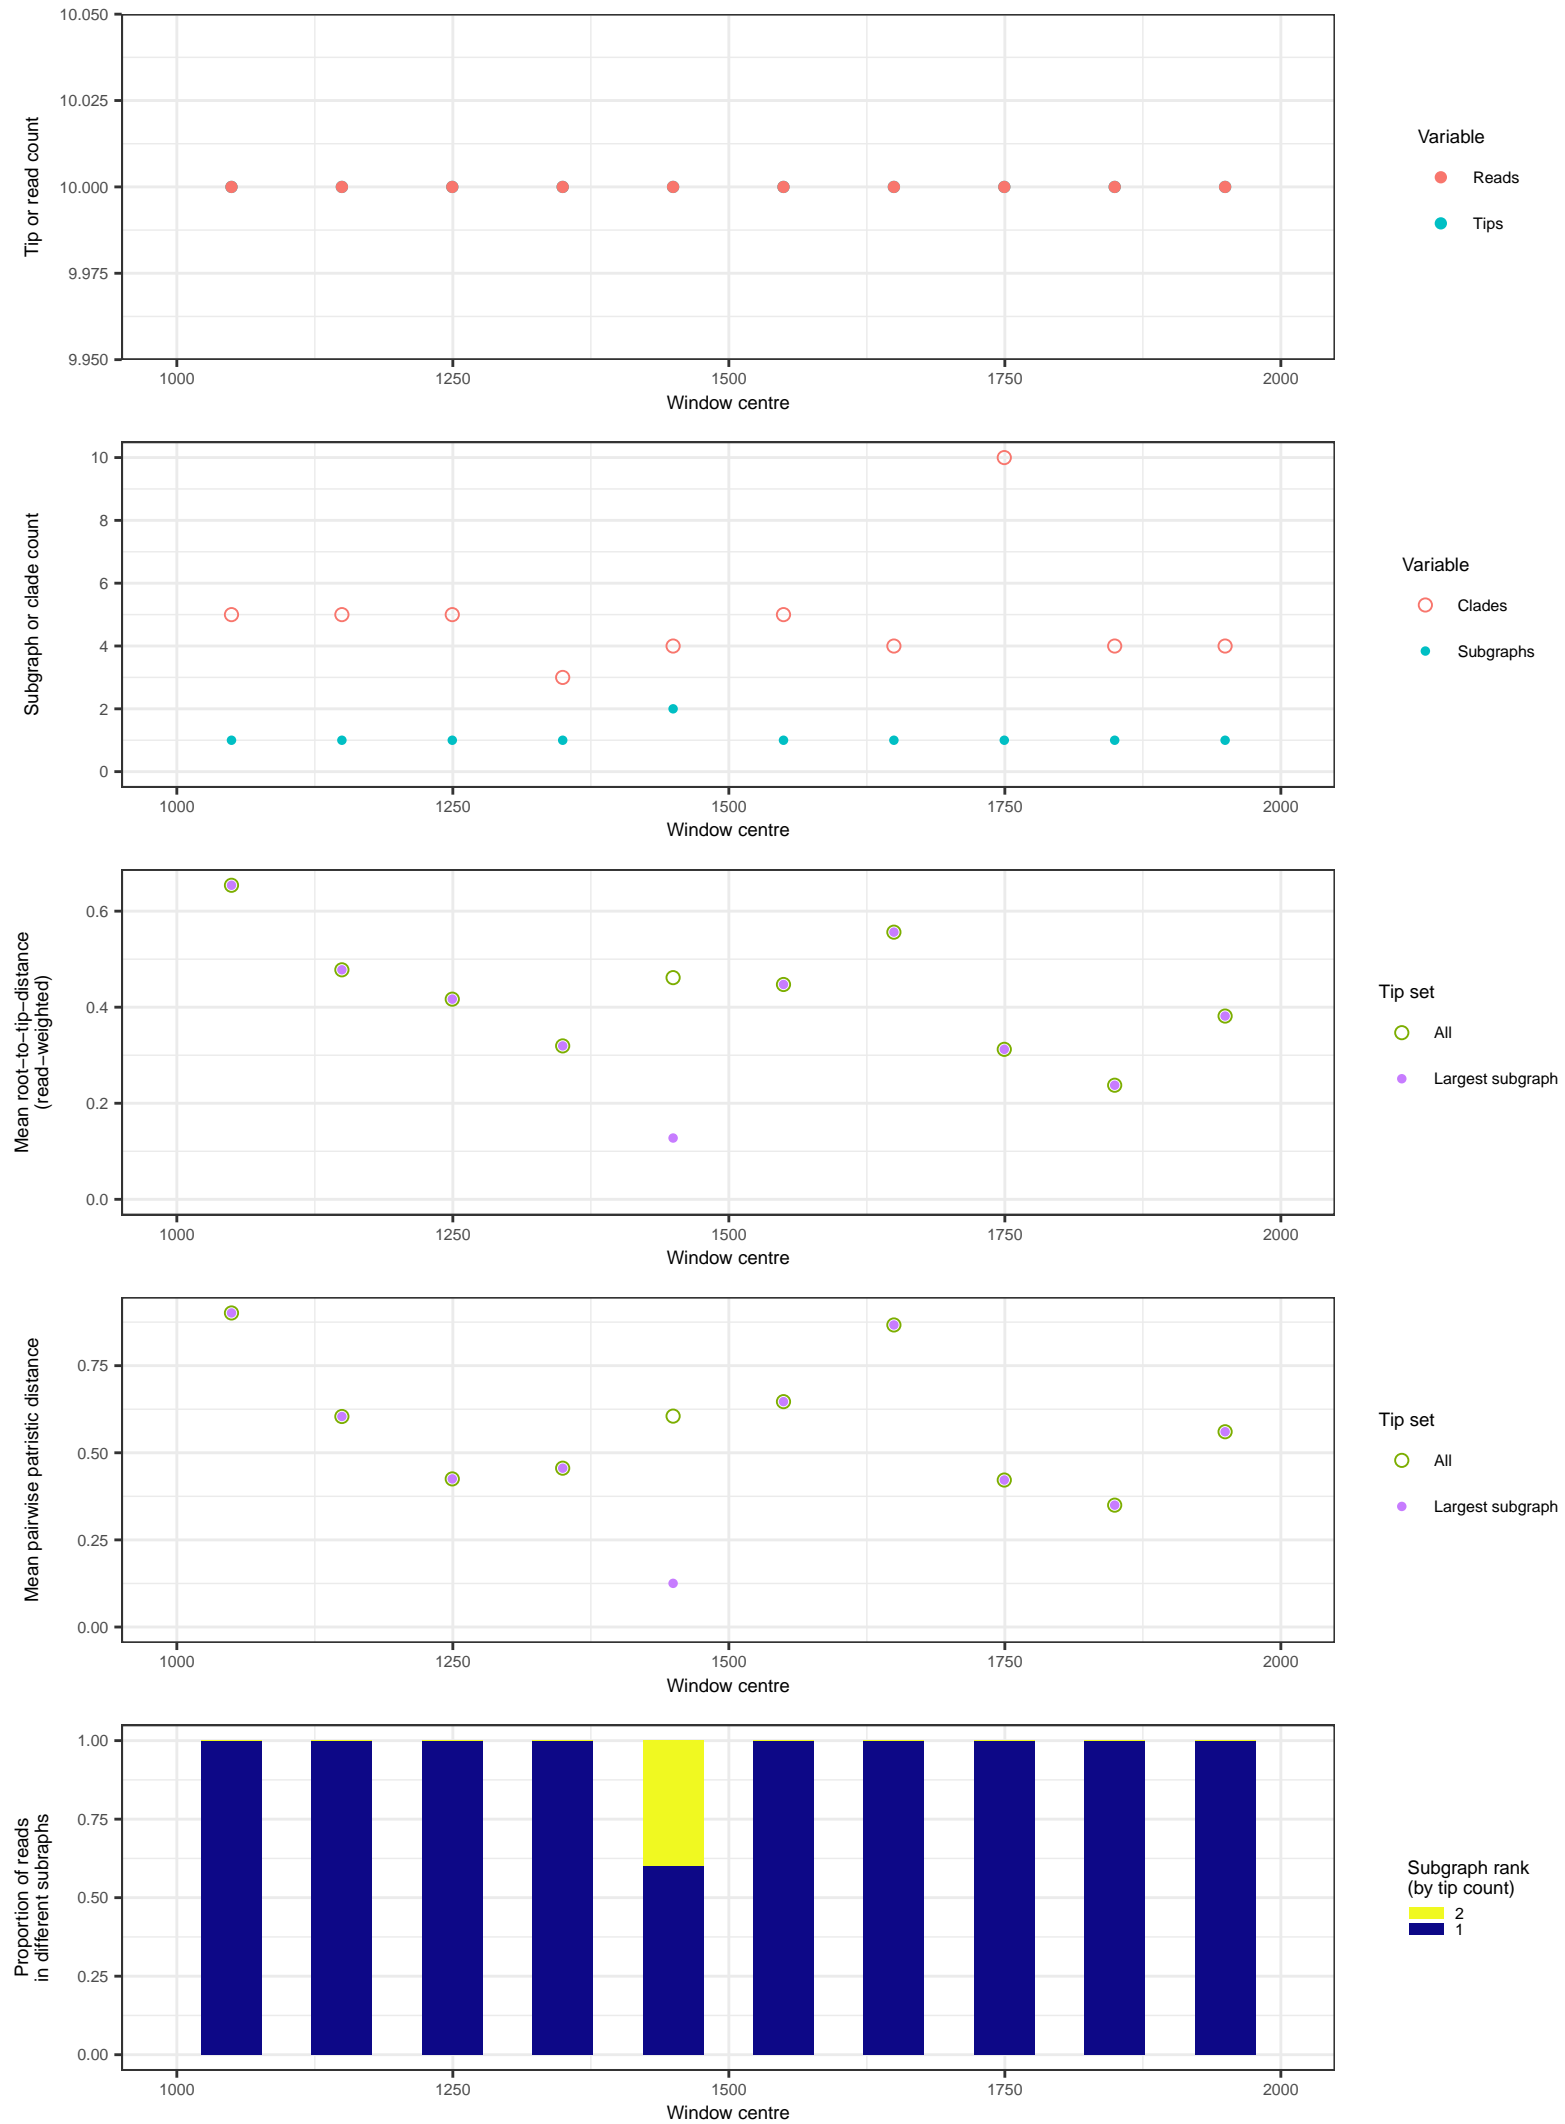 10.050
10.025
10.000
9.975
9.950
Tip or read count
1000
1250
1500
1750
2000
Window centre
Variable
Reads
Tips
10
8
6
4
2
0
Subgraph or clade count
1000
1250
1500
1750
2000
Window centre
Variable
Clades
Subgraphs
0.6
0.4
0.2
0.0
Mean root−to−tip−distance
(read−weighted)
1000
1250
1500
1750
2000
Window centre
Tip set
All
Largest subgraph
0.75
0.50
0.25
0.00
Mean pairwise patristic distance
1000
1250
1500
1750
2000
Window centre
Tip set
All
Largest subgraph
1.00
0.75
0.50
0.25
0.00
Proportion of reads
in different subraphs
1000
1250
1500
1750
2000
Window centre
Subgraph rank
(by tip count)
2
1